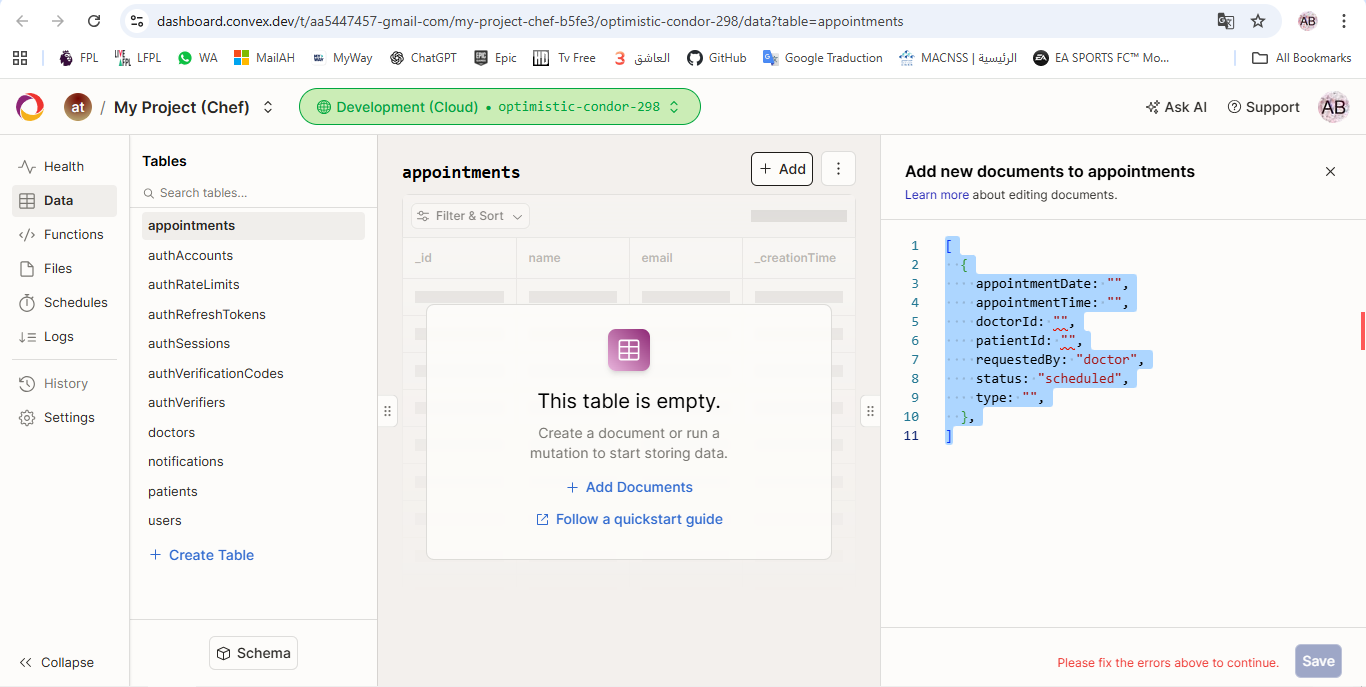 dashboard.convex.dev/t/aa5447457-gmail-com/my-project-chef-b5fe3/optimistic-condor-298/data?table=appointments
AB
FPL
LIVE FPL LFPL
WA
MailAH
MyWay
ChatGPT
EPIC Epic
Tv Free
العاشق
GitHub
Google Traduction
MACNSS | الرئيسية
EA SPORTS FC™ Mo...
All Bookmarks
at / My Project (Chef)
Development (Cloud) • optimistic-condor-298
Ask AI
Support
AB
Health
Data
Functions
Files
Schedules
Logs
History
Settings
Collapse
Tables
Search tables...
appointments
authAccounts
authRateLimits
authRefreshTokens
authSessions
authVerificationCodes
authVerifiers
doctors
notifications
patients
users
+ Create Table
Schema
appointments
+ Add
Filter & Sort
_id name email _creationTime
This table is empty.
Create a document or run a
mutation to start storing data.
+ Add Documents
Follow a quickstart guide
Add new documents to appointments
Learn more about editing documents.
1 [
2 {
3 appointmentDate: "",
4 appointmentTime: "",
5 doctorId: "",
6 patientId: "",
7 requestedBy: "doctor",
8 status: "scheduled",
9 type: "",
10 },
11 ]
Please fix the errors above to continue.
Save